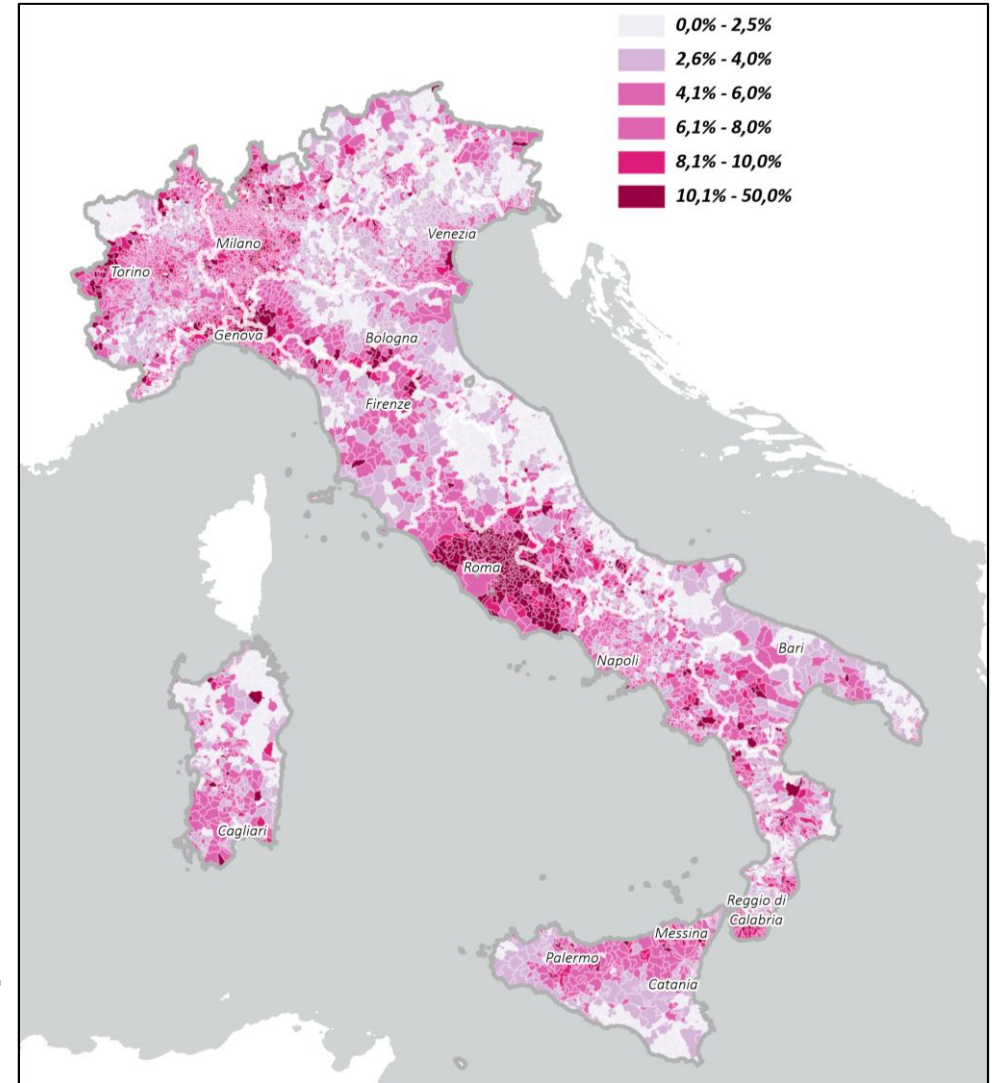 0,0% - 2,5%
2,6% - 4,0%
4,1% - 6,0%
6,1% - 8,0%
8,1% - 10,0%
10,1% - 50,0%
Venezia
Milano
Torino
Genova
Bologna
Firenze
Roma
Napoli
Bari
Cagliari
Reggio di
Calabria
Messina
Palermo
Catania